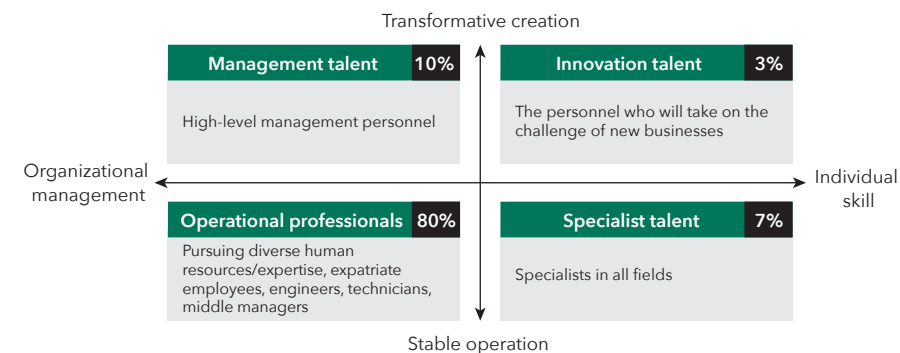 Transformative creation
Management talent 10%
High-level management personnel
Innovation talent 3%
The personnel who will take on the
challenge of new businesses
Organizational
management
Individual
skill
Operational professionals 80%
Pursuing diverse human
resources/expertise, expatriate
employees, engineers, technicians,
middle managers
Specialist talent 7%
Specialists in all fields
Stable operation